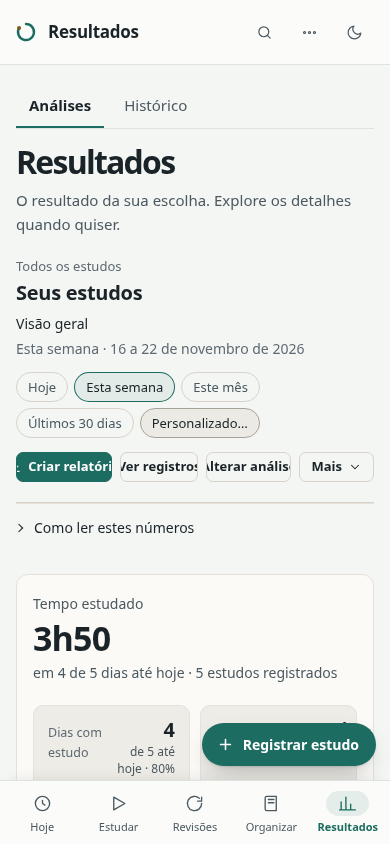 Resultados
Análises
Histórico
Resultados
O resultado da sua escolha. Explore os detalhes
quando quiser.
Todos os estudos
Seus estudos
Visão geral
Esta semana · 16 a 22 de novembro de 2026
Hoje
Esta semana
Este mês
Últimos 30 dias
Personalizado...
Criar relatóri
Ver registros
Alterar anális
Mais
Como ler estes números
Tempo estudado
3h50
em 4 de 5 dias até hoje · 5 estudos registrados
Dias com
estudo
4
de 5 até
hoje · 80%
Registrar estudo
Hoje
Estudar
Revisões
Organizar
Resultados